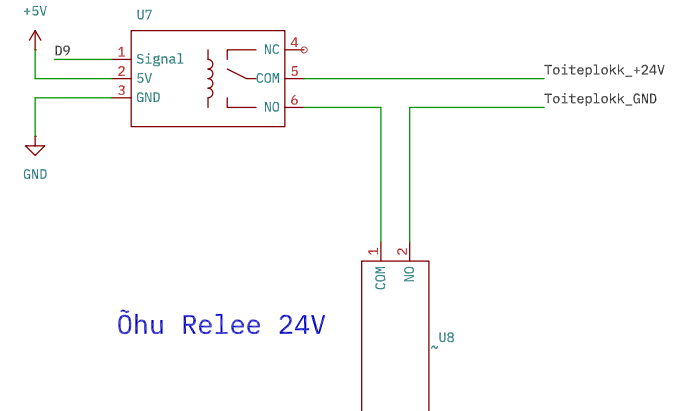 +5V
U7
D9
1
Signal
2
5V
3
GND
NC
4
COM
5
NO
6
Toiteplokk_+24V
Toiteplokk_GND
GND
1
2
COM
NO
Õhu Relee 24V
U8
~